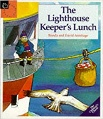 The Lighthouse
Keeper's Lunch
Ronda and David Armitage